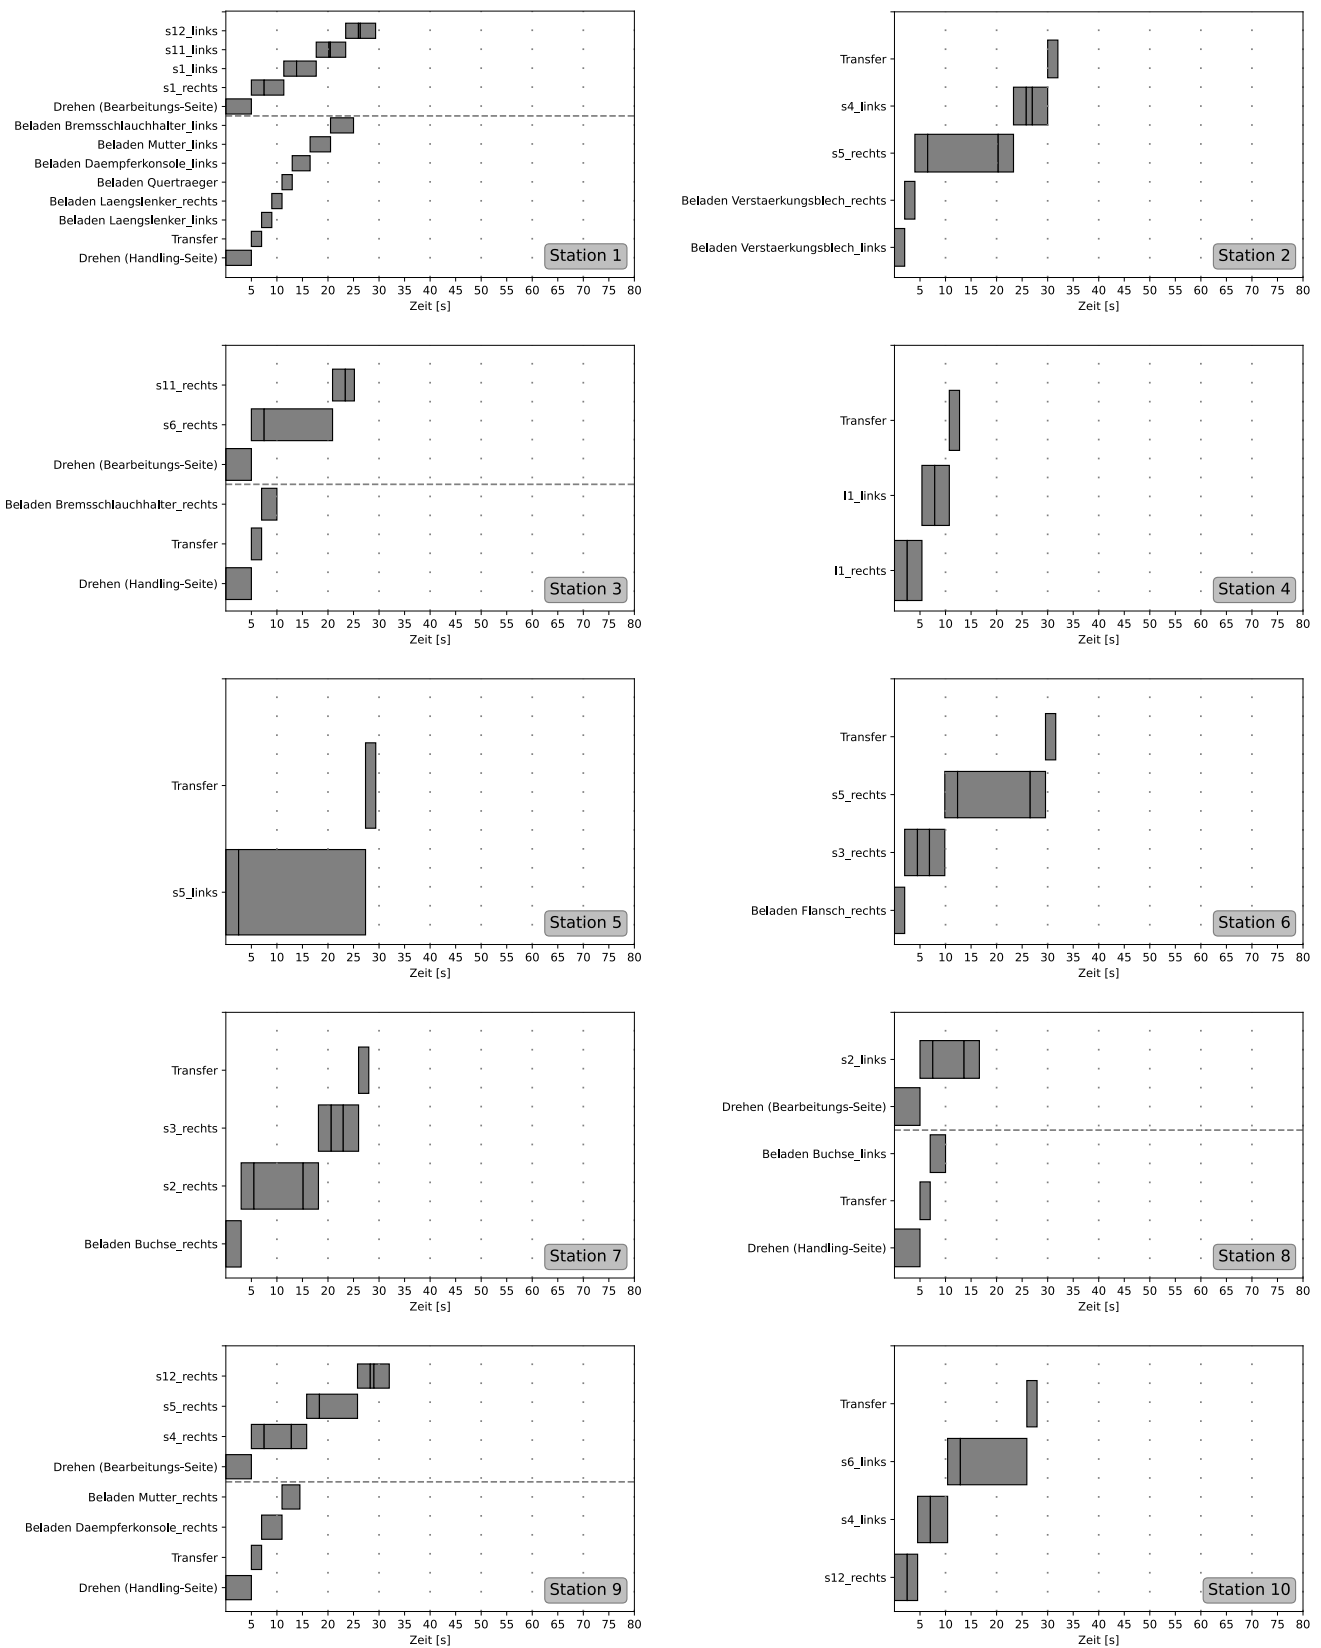 s12_links
s11_links
s1_links
s1_rechts
Drehen (Bearbeitungs-Seite)
Beladen Bremsschlauchhalter_links
Beladen Mutter_links
Beladen Daempferkonsole_links
Beladen Quertraeger
Beladen Laengslenker_rechts
Beladen Laengslenker_links
Transfer
Drehen (Handling-Seite)
Station 1
5 10 15 20 25 30 35 40 45 50 55 60 65 70 75 80
Zeit [s]
Transfer
s4_links
s5_rechts
Beladen Verstaerkungsblech_rechts
Beladen Verstaerkungsblech_links
Station 2
5 10 15 20 25 30 35 40 45 50 55 60 65 70 75 80
Zeit [s]
s11_rechts
s6_rechts
Drehen (Bearbeitungs-Seite)
Beladen Bremsschlauchhalter_rechts
Transfer
Drehen (Handling-Seite)
Station 3
5 10 15 20 25 30 35 40 45 50 55 60 65 70 75 80
Zeit [s]
Transfer
l1_links
l1_rechts
Station 4
5 10 15 20 25 30 35 40 45 50 55 60 65 70 75 80
Zeit [s]
Transfer
s5_links
Station 5
5 10 15 20 25 30 35 40 45 50 55 60 65 70 75 80
Zeit [s]
Transfer
s5_rechts
s3_rechts
Beladen Flansch_rechts
Station 6
5 10 15 20 25 30 35 40 45 50 55 60 65 70 75 80
Zeit [s]
Transfer
s3_rechts
s2_rechts
Beladen Buchse_rechts
Station 7
5 10 15 20 25 30 35 40 45 50 55 60 65 70 75 80
Zeit [s]
s2_links
Drehen (Bearbeitungs-Seite)
Beladen Buchse_links
Transfer
Drehen (Handling-Seite)
Station 8
5 10 15 20 25 30 35 40 45 50 55 60 65 70 75 80
Zeit [s]
s12_rechts
s5_rechts
s4_rechts
Drehen (Bearbeitungs-Seite)
Beladen Mutter_rechts
Beladen Daempferkonsole_rechts
Transfer
Drehen (Handling-Seite)
Station 9
5 10 15 20 25 30 35 40 45 50 55 60 65 70 75 80
Zeit [s]
Transfer
s6_links
s4_links
s12_rechts
Station 10
5 10 15 20 25 30 35 40 45 50 55 60 65 70 75 80
Zeit [s]